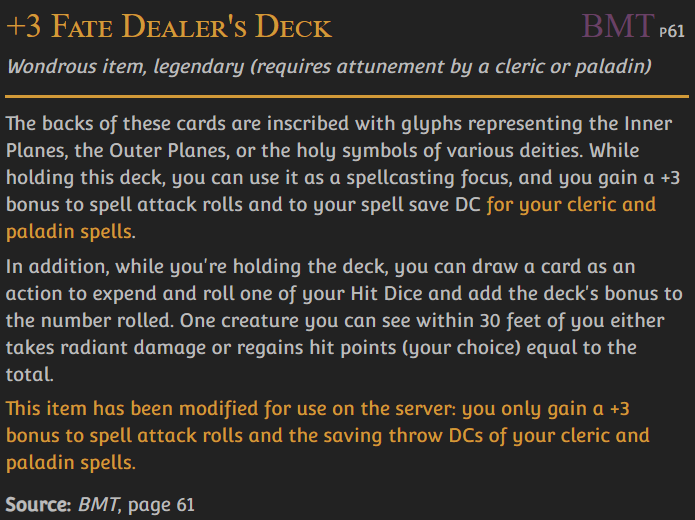 +3 Fate Dealer's Deck BMT p61
Wondrous item, legendary (requires attunement by a cleric or paladin)
The backs of these cards are inscribed with glyphs representing the Inner
Planes, the Outer Planes, or the holy symbols of various deities. While
holding this deck, you can use it as a spellcasting focus, and you gain a +3
bonus to spell attack rolls and to your spell save DC for your cleric and
paladin spells.
In addition, while you're holding the deck, you can draw a card as an
action to expend and roll one of your Hit Dice and add the deck's bonus to
the number rolled. One creature you can see within 30 feet of you either
takes radiant damage or regains hit points (your choice) equal to the
total.
This item has been modified for use on the server: you only gain a +3
bonus to spell attack rolls and the saving throw DCs of your cleric and
paladin spells.
Source: BMT, page 61